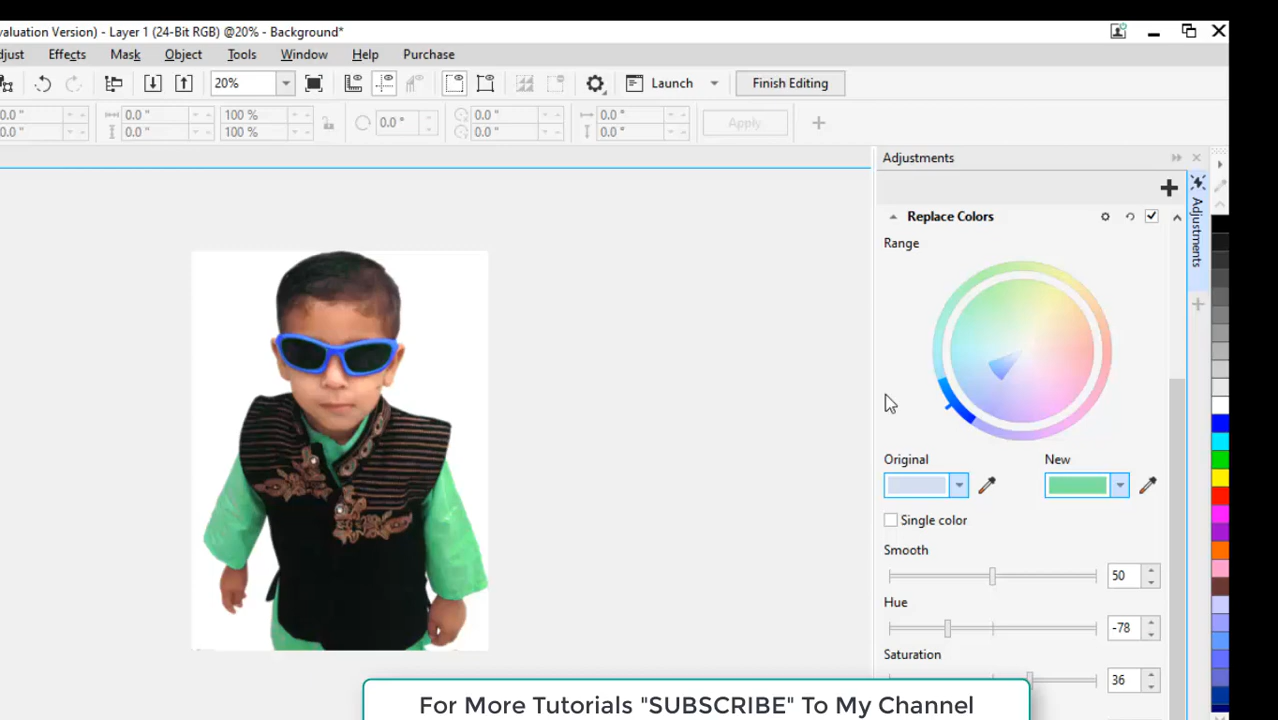 valuation Version) - Layer 1 (24-Bit RGB) @20% - Background*
djust Effects Mask Object Tools Window Help Purchase
20% Launch Finish Editing
0.0 ° 0.0 " 100 % 0.0 ° 0.0 " 0.0 " Apply
0.0 " 0.0 " 100 % 0.0 " 0.0 "
Adjustments
Adjustments
Replace Colors
Range
Original New
Single color
Smooth
50
Hue
-78
Saturation
36
For More Tutorials "SUBSCRIBE" To My Channel